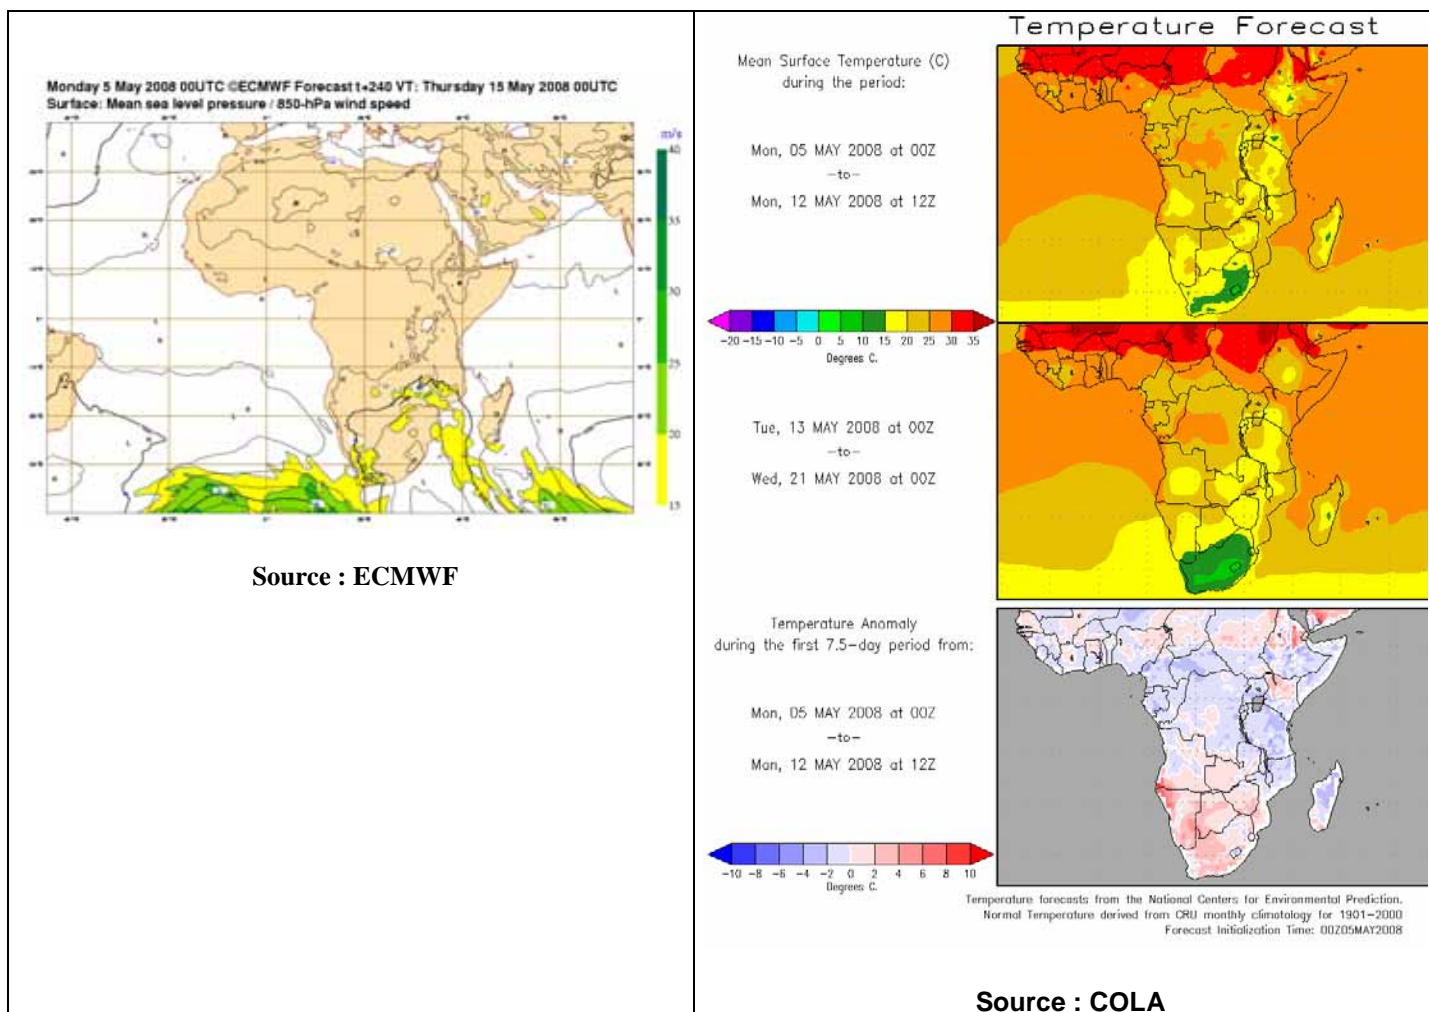 Monday 5 May 2008 00UTC ©ECMWF Forecast t+240 VT: Thursday 15 May 2008 00UTC
Surface: Mean sea level pressure / 850-hPa wind speed
m/s
40
35
30
25
20
15
Source : ECMWF
Temperature Forecast
Mean Surface Temperature (C)
during the period:
Mon, 05 MAY 2008 at 00Z
-to-
Mon, 12 MAY 2008 at 12Z
-20 -15 -10 -5 0 5 10 15 20 25 30 35
Degrees C.
Tue, 13 MAY 2008 at 00Z
-to-
Wed, 21 MAY 2008 at 00Z
Temperature Anomaly
during the first 7.5-day period from:
Mon, 05 MAY 2008 at 00Z
-to-
Mon, 12 MAY 2008 at 12Z
-10 -8 -6 -4 -2 0 2 4 6 8 10
Degrees C.
Temperature forecasts from the National Centers for Environmental Prediction.
Normal Temperature derived from CRU monthly climatology for 1901-2000
Forecast Initialization Time: 00Z05MAY2008
Source : COLA